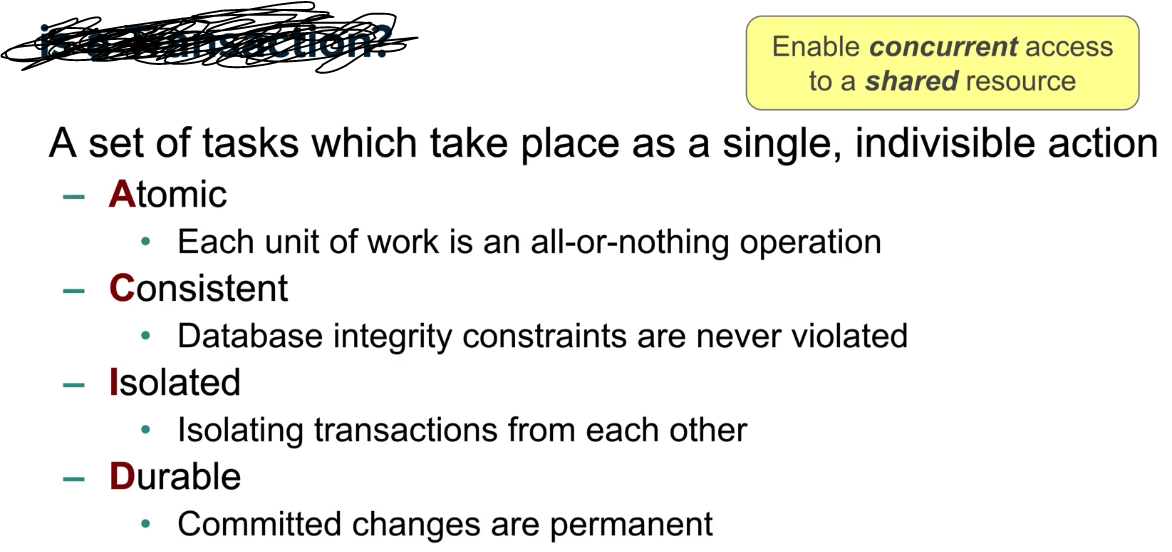 is a Transaction?
Enable concurrent access
to a shared resource
A set of tasks which take place as a single, indivisible action
– Atomic
• Each unit of work is an all-or-nothing operation
– Consistent
• Database integrity constraints are never violated
– Isolated
• Isolating transactions from each other
– Durable
• Committed changes are permanent